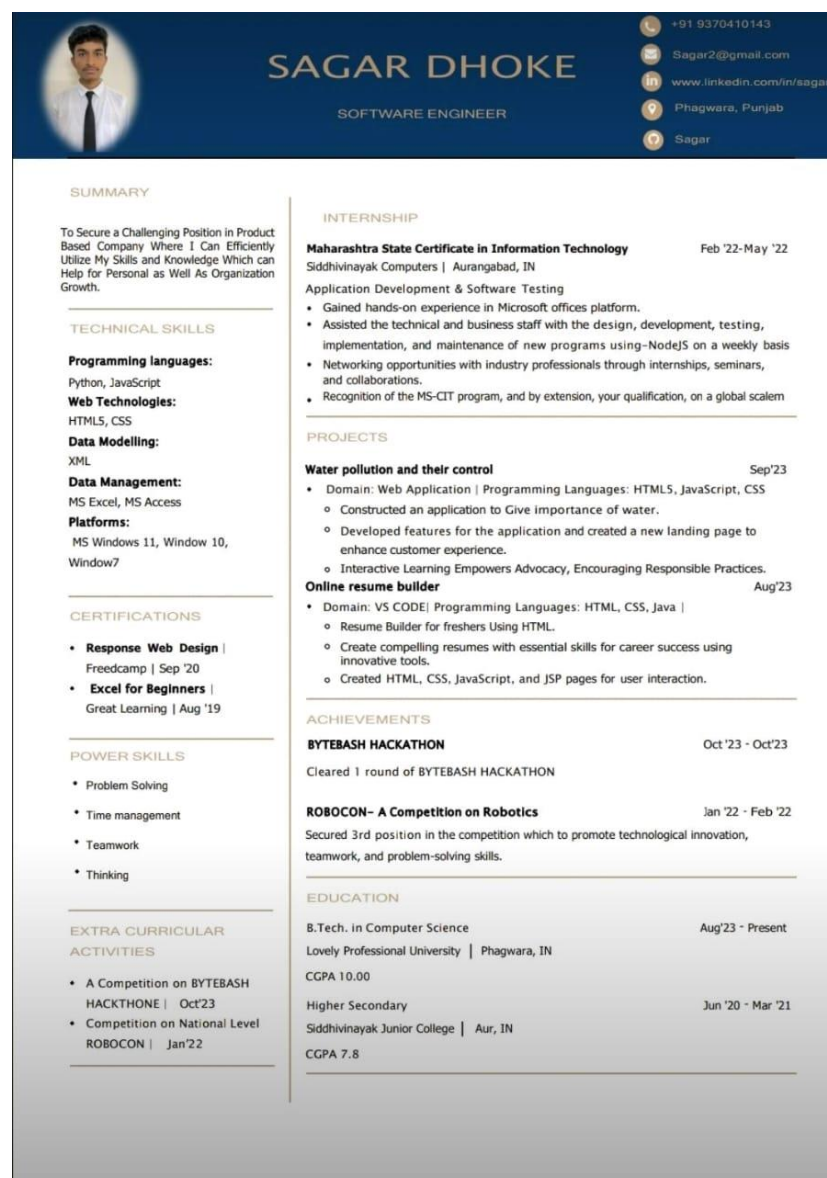 SAGAR DHOKE
SOFTWARE ENGINEER
+91 9370410143
Sagar2@gmail.com
www.linkedin.com/in/sagar
Phagwara, Punjab
Sagar
SUMMARY
To Secure a Challenging Position in Product
Based Company Where I Can Efficiently
Utilize My Skills and Knowledge Which can
Help for Personal as Well As Organization
Growth.
TECHNICAL SKILLS
Programming languages:
Python, JavaScript
Web Technologies:
HTML5, CSS
Data Modelling:
XML
Data Management:
MS Excel, MS Access
Platforms:
MS Windows 11, Window 10,
Window7
CERTIFICATIONS
• Response Web Design |
Freedcamp | Sep '20
• Excel for Beginners |
Great Learning | Aug '19
POWER SKILLS
• Problem Solving
• Time management
• Teamwork
• Thinking
EXTRA CURRICULAR
ACTIVITIES
• A Competition on BYTEBASH
HACKTHONE | Oct'23
• Competition on National Level
ROBOCON | Jan'22
INTERNSHIP
Maharashtra State Certificate in Information Technology Feb '22-May '22
Siddhivinayak Computers | Aurangabad, IN
Application Development & Software Testing
• Gained hands-on experience in Microsoft offices platform.
• Assisted the technical and business staff with the design, development, testing,
implementation, and maintenance of new programs using-NodeJS on a weekly basis
• Networking opportunities with industry professionals through internships, seminars,
and collaborations.
• Recognition of the MS-CIT program, and by extension, your qualification, on a global scalem
PROJECTS
Water pollution and their control Sep'23
• Domain: Web Application | Programming Languages: HTML5, JavaScript, CSS
o Constructed an application to Give importance of water.
o Developed features for the application and created a new landing page to
enhance customer experience.
o Interactive Learning Empowers Advocacy, Encouraging Responsible Practices.
Online resume builder Aug'23
• Domain: VS CODE| Programming Languages: HTML, CSS, Java |
o Resume Builder for freshers Using HTML.
o Create compelling resumes with essential skills for career success using
innovative tools.
o Created HTML, CSS, JavaScript, and JSP pages for user interaction.
ACHIEVEMENTS
BYTEBASH HACKATHON Oct '23 - Oct'23
Cleared 1 round of BYTEBASH HACKATHON
ROBOCON- A Competition on Robotics Jan '22 - Feb '22
Secured 3rd position in the competition which to promote technological innovation,
teamwork, and problem-solving skills.
EDUCATION
B.Tech. in Computer Science Aug'23 - Present
Lovely Professional University | Phagwara, IN
CGPA 10.00
Higher Secondary Jun '20 - Mar '21
Siddhivinayak Junior College | Aur, IN
CGPA 7.8